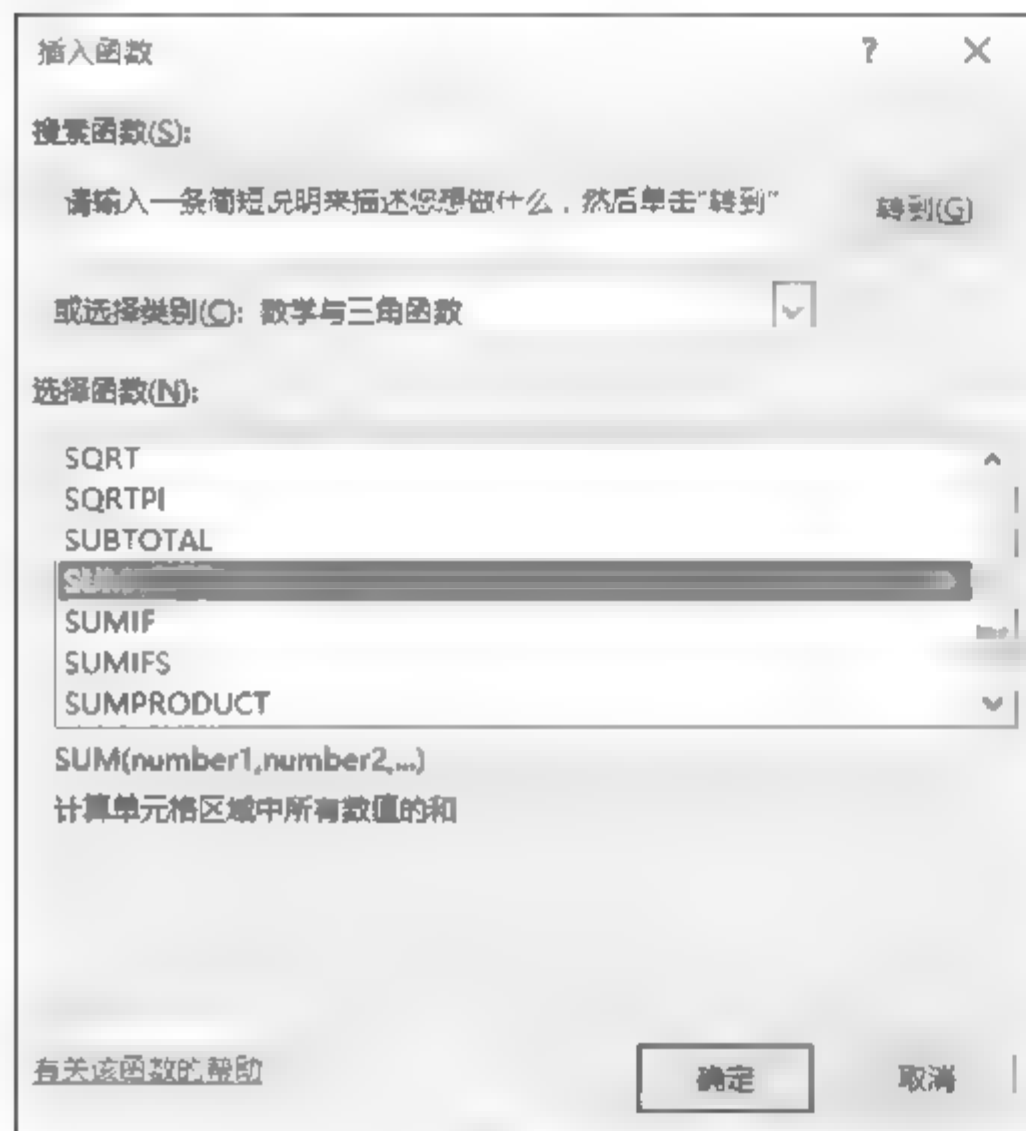 插入函数
搜索函数(S):
请输入一条简短说明来描述您想做什么，然后单击"转到"
转到(G)
或选择类别(C): 数学与三角函数
选择函数(N):
SQRT
SQRTPI
SUBTOTAL
SUMIF
SUMIFS
SUMPRODUCT
SUM(number1,number2,...)
计算单元格区域中所有数值的和
有关该函数的帮助
确定
取消